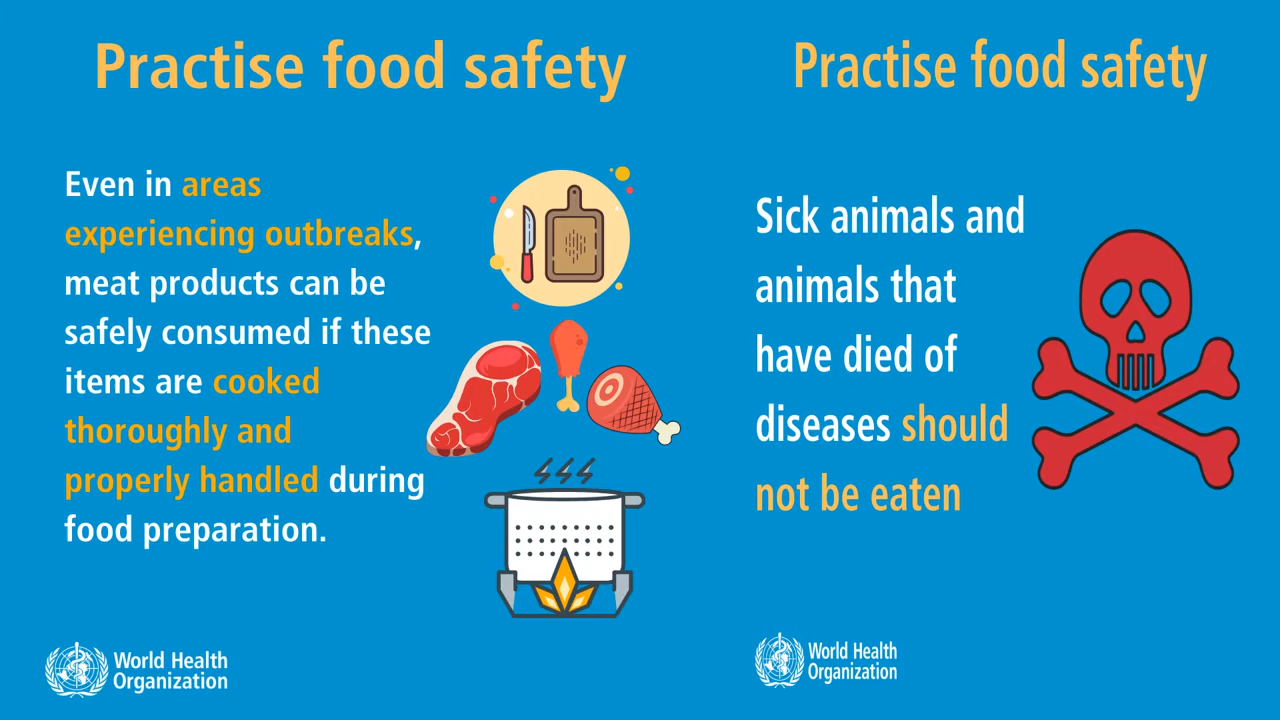 Practise food safety
Even in areas
experiencing outbreaks,
meat products can be
safely consumed if these
items are cooked
thoroughly and
properly handled during
food preparation.
World Health
Organization
Practise food safety
Sick animals and
animals that
have died of
diseases should
not be eaten
World Health
Organization